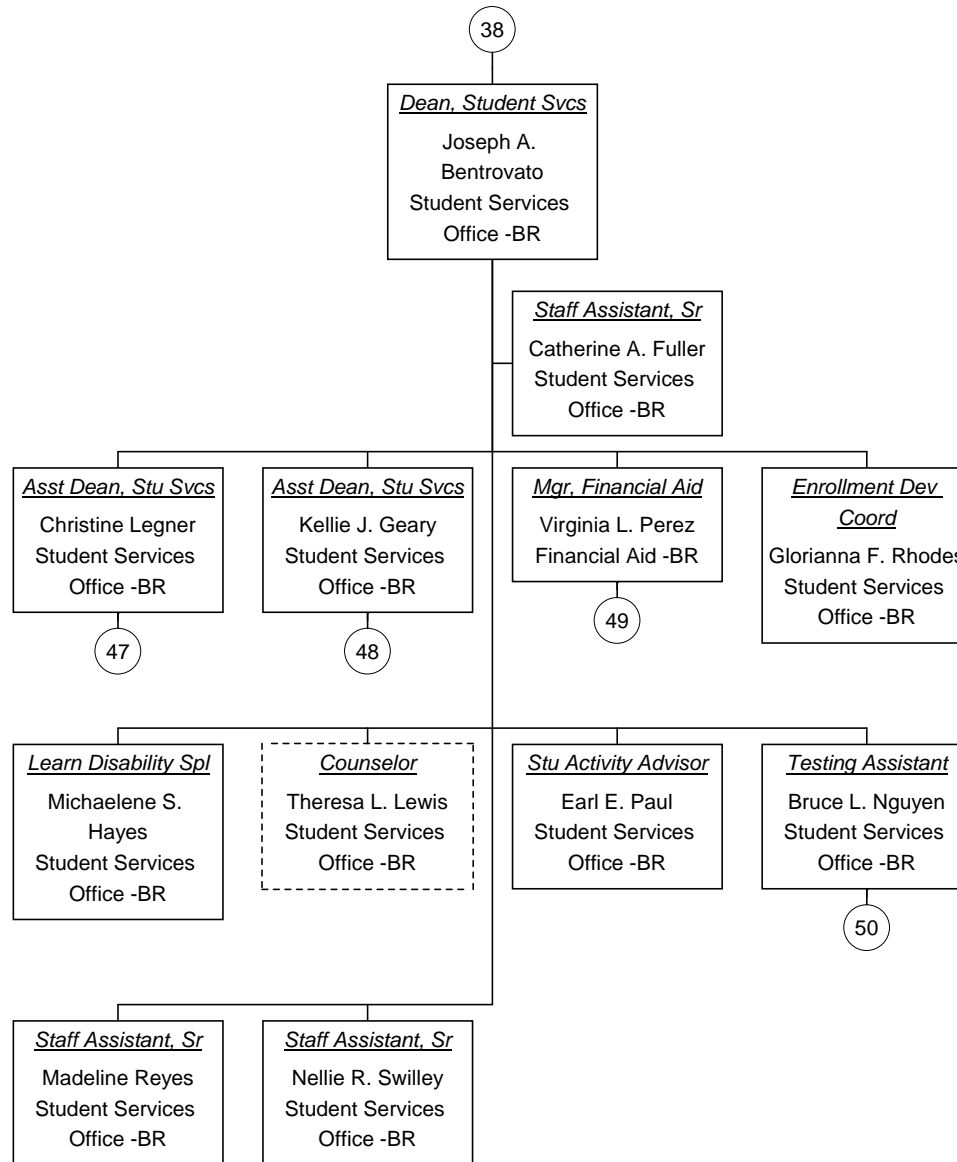 38
Dean, Student Svcs
Joseph A.
Bentrovato
Student Services
Office -BR
Staff Assistant, Sr
Catherine A. Fuller
Student Services
Office -BR
Asst Dean, Stu Svcs
Christine Legner
Student Services
Office -BR
47
Asst Dean, Stu Svcs
Kellie J. Geary
Student Services
Office -BR
48
Mgr, Financial Aid
Virginia L. Perez
Financial Aid -BR
49
Enrollment Dev
Coord
Glorianna F. Rhodes
Student Services
Office -BR
Learn Disability Spl
Michaelene S.
Hayes
Student Services
Office -BR
Counselor
Theresa L. Lewis
Student Services
Office -BR
Stu Activity Advisor
Earl E. Paul
Student Services
Office -BR
Testing Assistant
Bruce L. Nguyen
Student Services
Office -BR
50
Staff Assistant, Sr
Madeline Reyes
Student Services
Office -BR
Staff Assistant, Sr
Nellie R. Swilley
Student Services
Office -BR